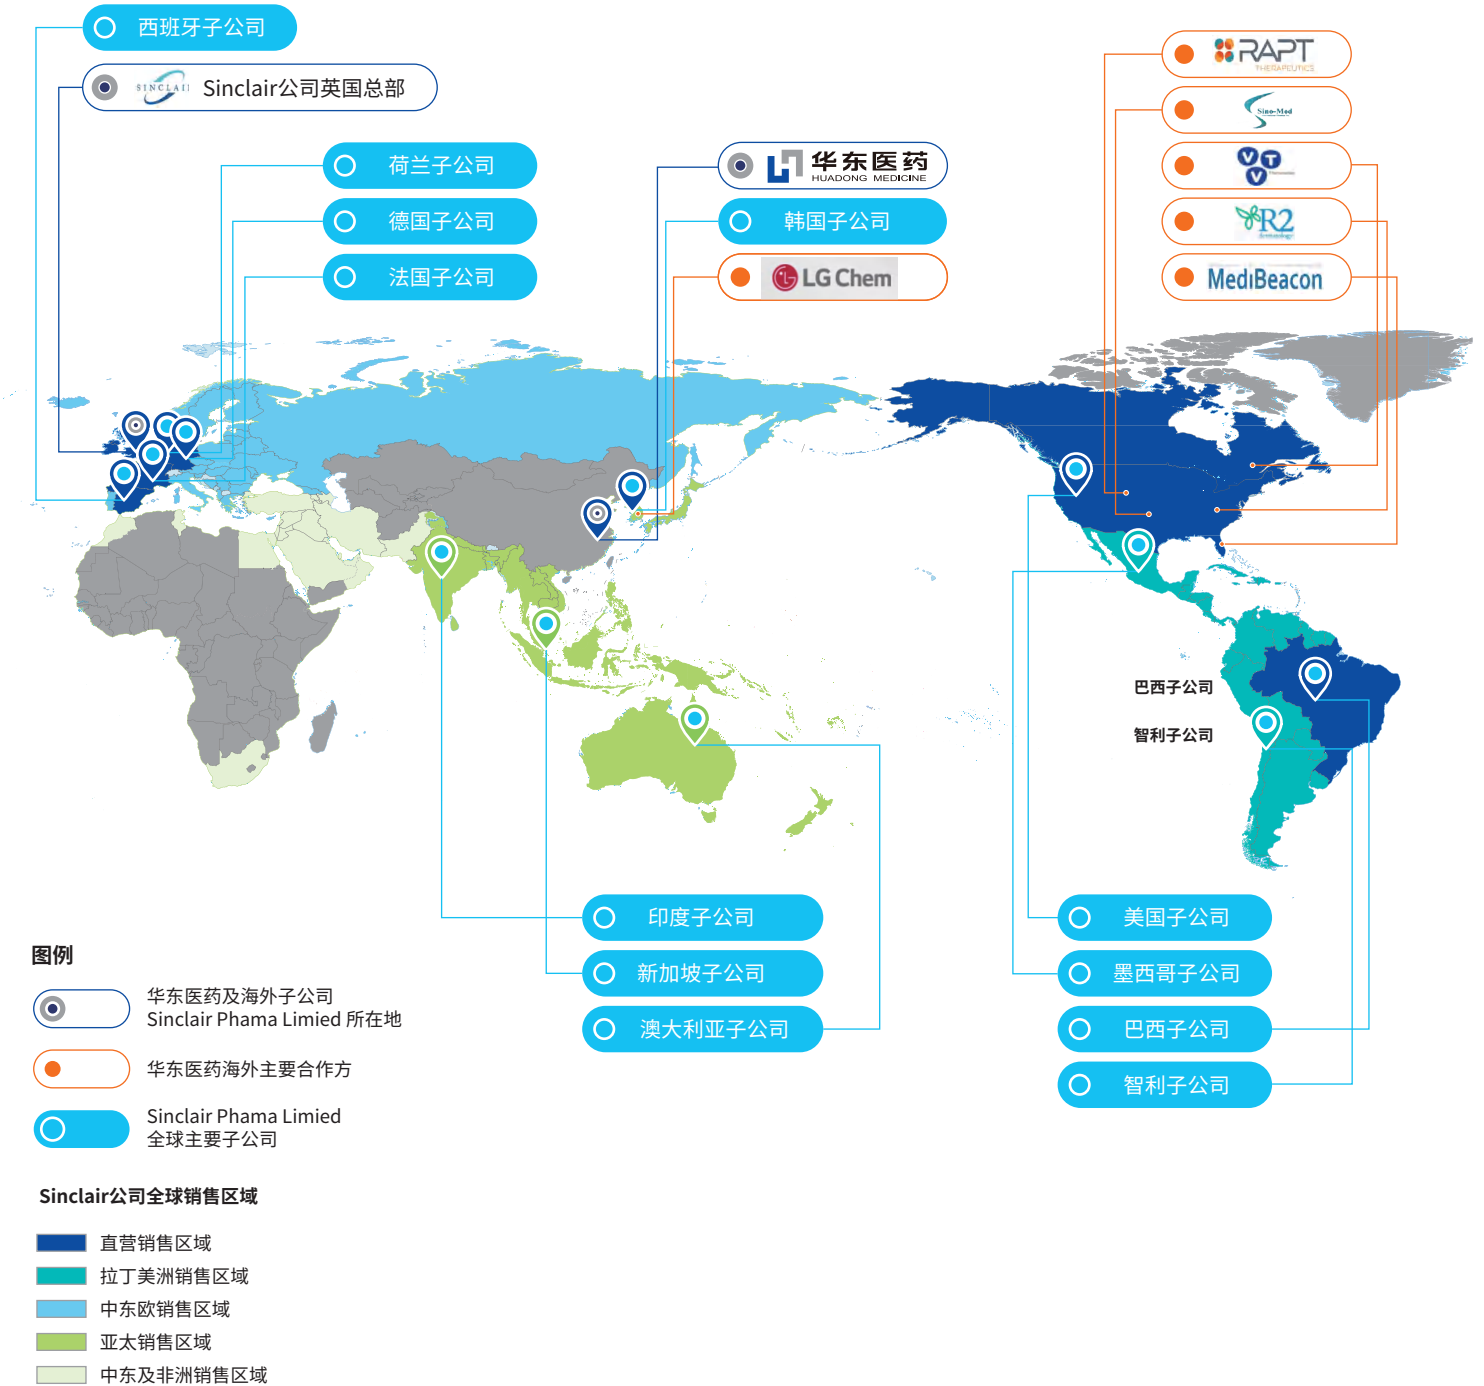 西班牙子公司
SINCLAIR Sinclair公司英国总部
荷兰子公司
德国子公司
法国子公司
华东医药
HUADONG MEDICINE
韩国子公司
LG Chem
RAPT
THERAPEUTICS
Sino-Med
VTV
R2
MediBeacon
巴西子公司
智利子公司
印度子公司
新加坡子公司
澳大利亚子公司
美国子公司
墨西哥子公司
巴西子公司
智利子公司
图例
华东医药及海外子公司
Sinclair Phama Limied 所在地
华东医药海外主要合作方
Sinclair Phama Limied
全球主要子公司
Sinclair公司全球销售区域
直营销售区域
拉丁美洲销售区域
中东欧销售区域
亚太销售区域
中东及非洲销售区域